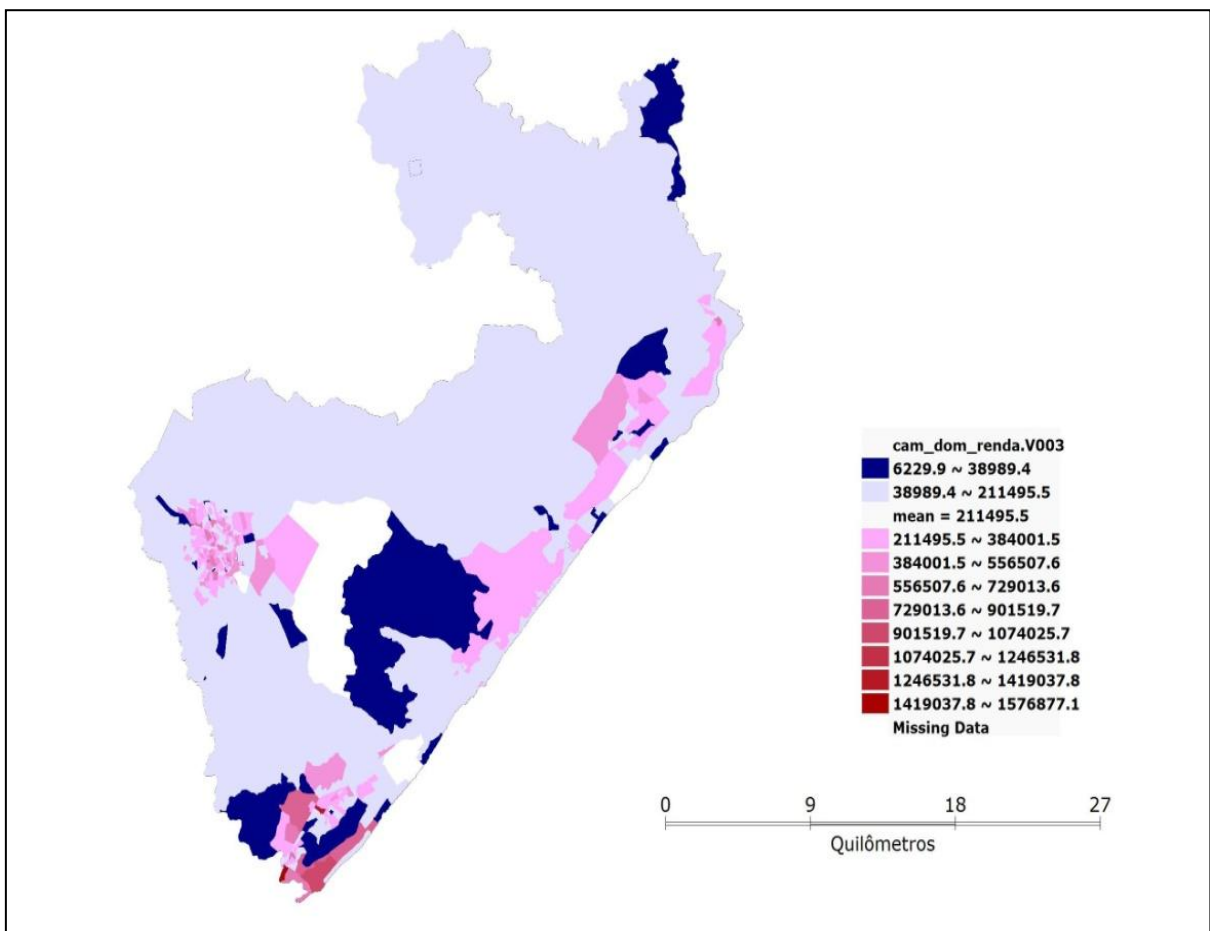 cam_dom_renda.V003
6229.9 ~ 38989.4
38989.4 ~ 211495.5
mean = 211495.5
211495.5 ~ 384001.5
384001.5 ~ 556507.6
556507.6 ~ 729013.6
729013.6 ~ 901519.7
901519.7 ~ 1074025.7
1074025.7 ~ 1246531.8
1246531.8 ~ 1419037.8
1419037.8 ~ 1576877.1
Missing Data
0 9 18 27
Quilômetros